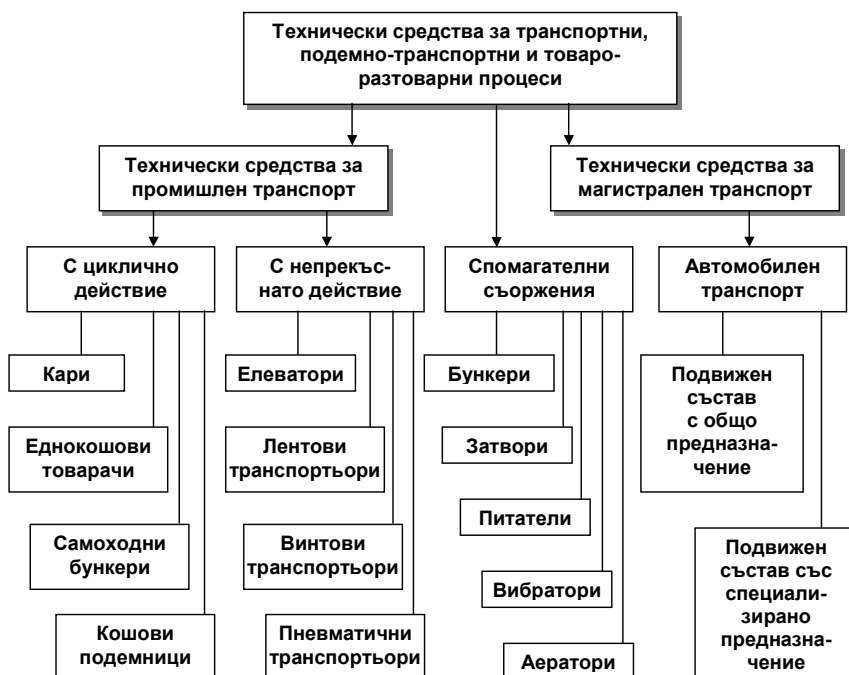 Технически средства за транспортни,
подемно-транспортни и товаро-
разтоварни процеси
Технически средства за
промишлен транспорт
Технически средства за
магистрален транспорт
С циклично
действие
С непрекъс-
нато действие
Спомагателни
съоржения
Автомобилен
транспорт
Кари
Еднокошови
товарачи
Самоходни
бункери
Кошови
подемници
Елеватори
Лентови
транспортьори
Винтови
транспортьори
Пневматични
транспортьори
Бункери
Затвори
Питатели
Вибратори
Аератори
Подвижен
състав
с общо
предназна-
чение
Подвижен
състав със
специали-
зирано
предназна-
чение